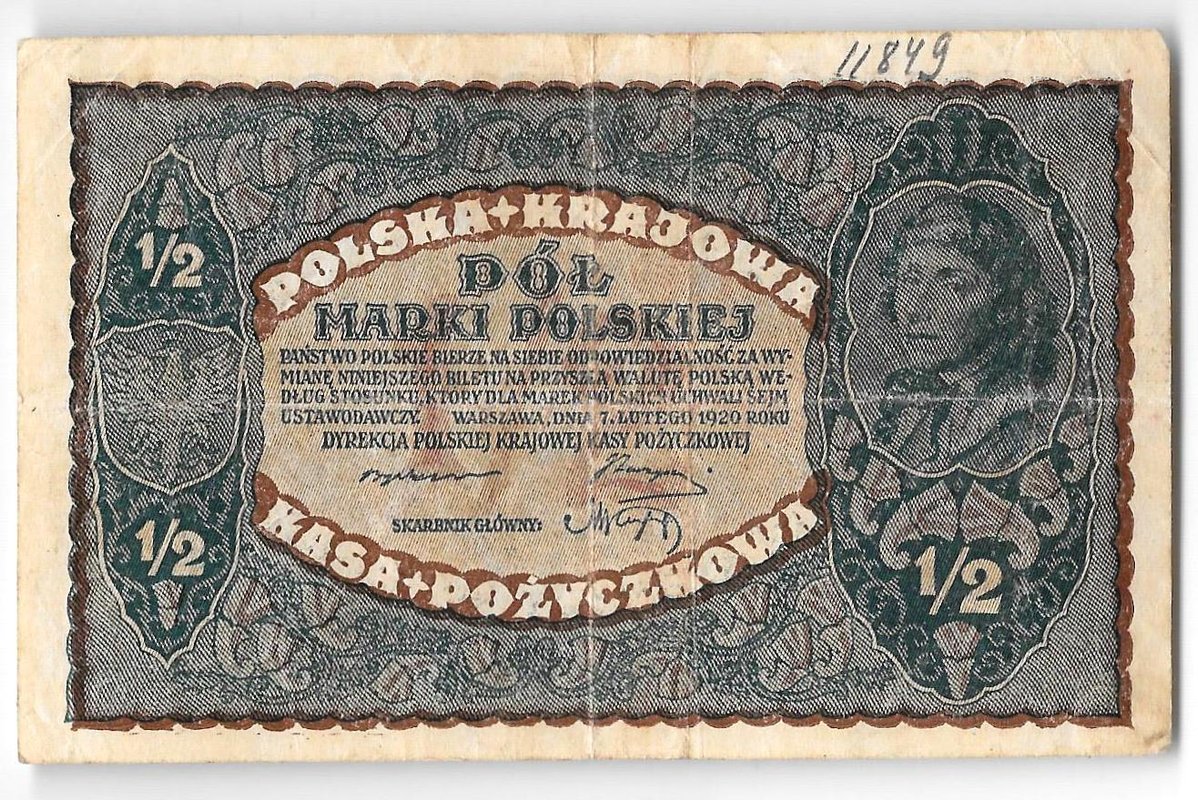 11849
POLSKA + KRAJOWA
PÓŁ
MARKI POLSKIEJ
PAŃSTWO POLSKIE BIERZE NA SIEBIE ODPOWIEDZIALNOŚĆ ZA WY-
MIANĘ NINIEJSZEGO BILETU NA PRZYSZŁĄ WALUTĘ POLSKĄ WE-
DŁUG STOSUNKU, KTÓRY DLA MAREK POLSKICH UCHWALI SEJM
USTAWODAWCZY. WARSZAWA, DNIA 7. LUTEGO 1920 ROKU
DYREKCJA POLSKIEJ KRAJOWEJ KASY POŻYCZKOWEJ
SKARBNIK GŁÓWNY:
KASA + POŻYCZKOWA
1/2
1/2
1/2